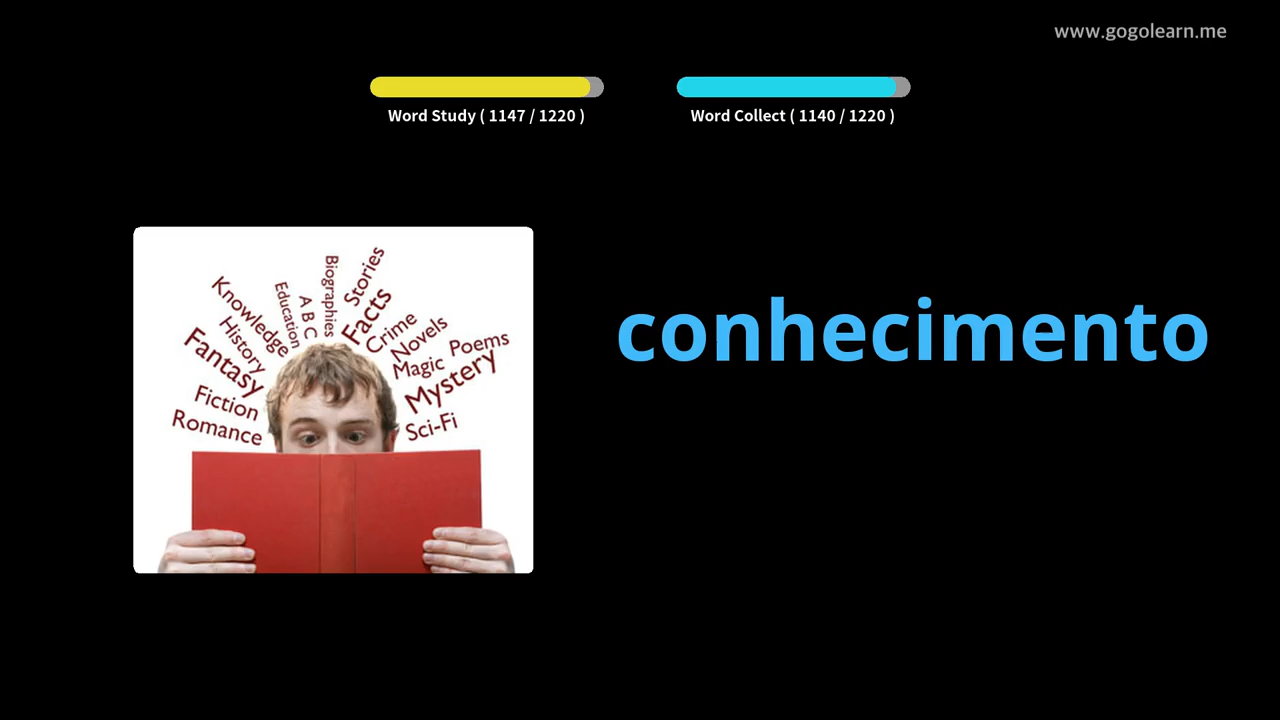 www.gogolearn.me
Word Study ( 1147 / 1220 )
Word Collect ( 1140 / 1220 )
Knowledge
Education
A B C
Biographies
Stories
Facts
Crime
Novels
Poems
History
Fantasy
Magic
Mystery
Fiction
Romance
Sci-Fi
conhecimento